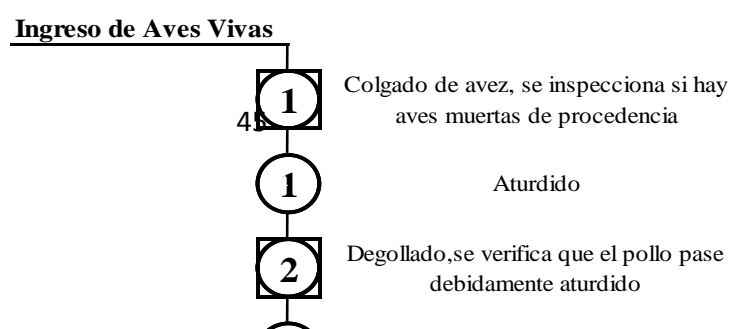 Ingreso de Aves Vivas
1
Colgado de avez, se inspecciona si hay
aves muertas de procedencia
45
1
Aturdido
2
Degollado,se verifica que el pollo pase
debidamente aturdido